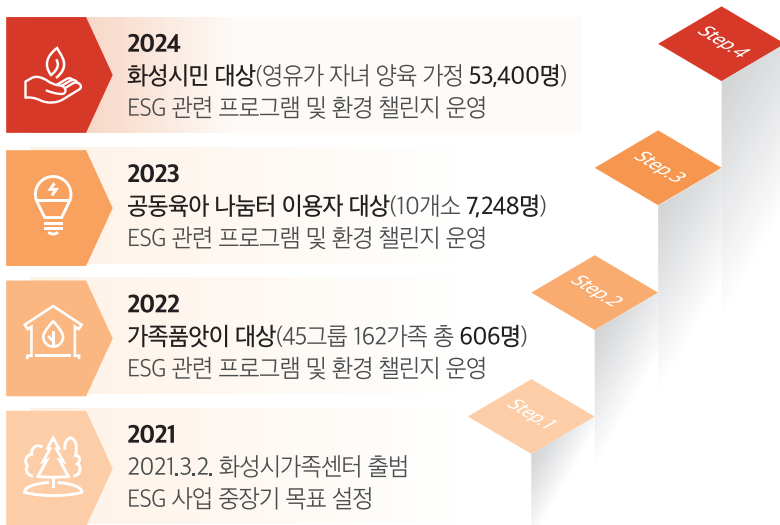 2024
화성시민 대상(영유가 자녀 양육 가정 53,400명)
ESG 관련 프로그램 및 환경 챌린지 운영
Step.4
2023
공동육아 나눔터 이용자 대상(10개소 7,248명)
ESG 관련 프로그램 및 환경 챌린지 운영
Step.3
2022
가족품앗이 대상(45그룹 162가족 총 606명)
ESG 관련 프로그램 및 환경 챌린지 운영
Step.2
2021
2021.3.2. 화성시가족센터 출범
ESG 사업 중장기 목표 설정
Step.1